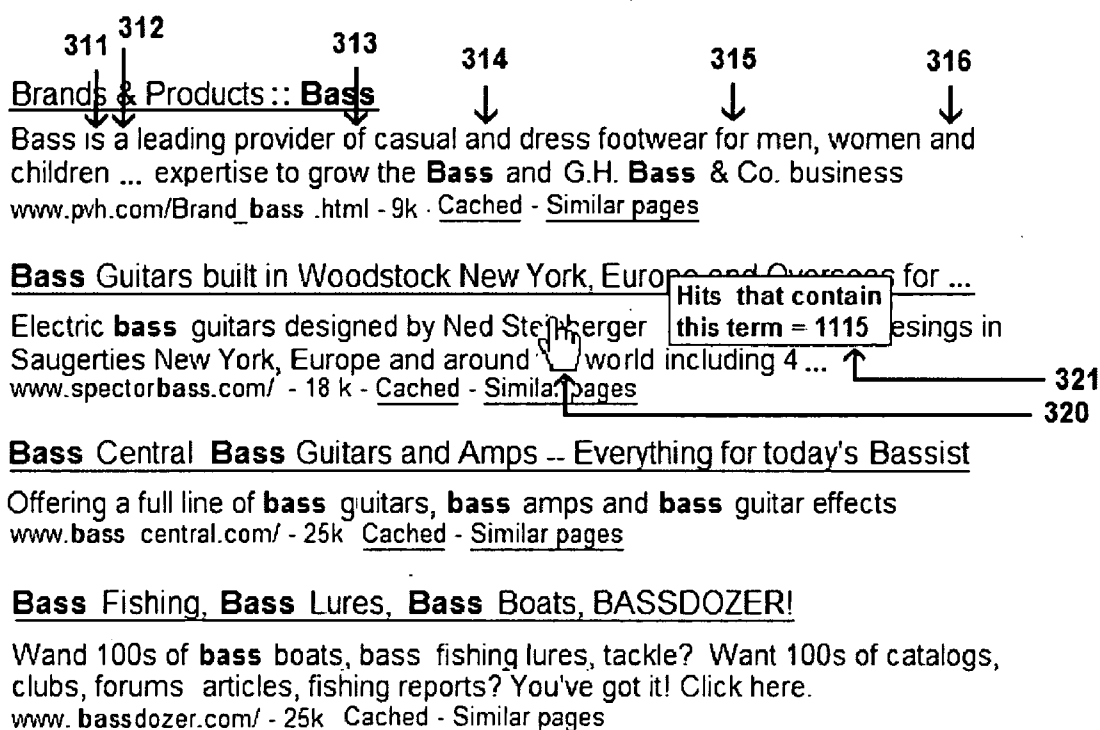 311 312 313 314 315 316
Brands & Products :: Bass
Bass is a leading provider of casual and dress footwear for men, women and
children ... expertise to grow the Bass and G.H. Bass & Co. business
www.pvh.com/Brand_bass .html - 9k - Cached - Similar pages
Bass Guitars built in Woodstock New York, Europe and Overseas for ...
Hits that contain
this term = 1115
Electric bass guitars designed by Ned Steinberger esings in
Saugerties New York, Europe and around world including 4 ...
321
www.spectorbass.com/ - 18 k - Cached - Similar pages
320
Bass Central Bass Guitars and Amps -- Everything for today's Bassist
Offering a full line of bass guitars, bass amps and bass guitar effects
www.bass central.com/ - 25k Cached - Similar pages
Bass Fishing, Bass Lures, Bass Boats, BASSDOZER!
Wand 100s of bass boats, bass fishing lures, tackle? Want 100s of catalogs,
clubs, forums articles, fishing reports? You've got it! Click here.
www. bassdozer.com/ - 25k Cached - Similar pages